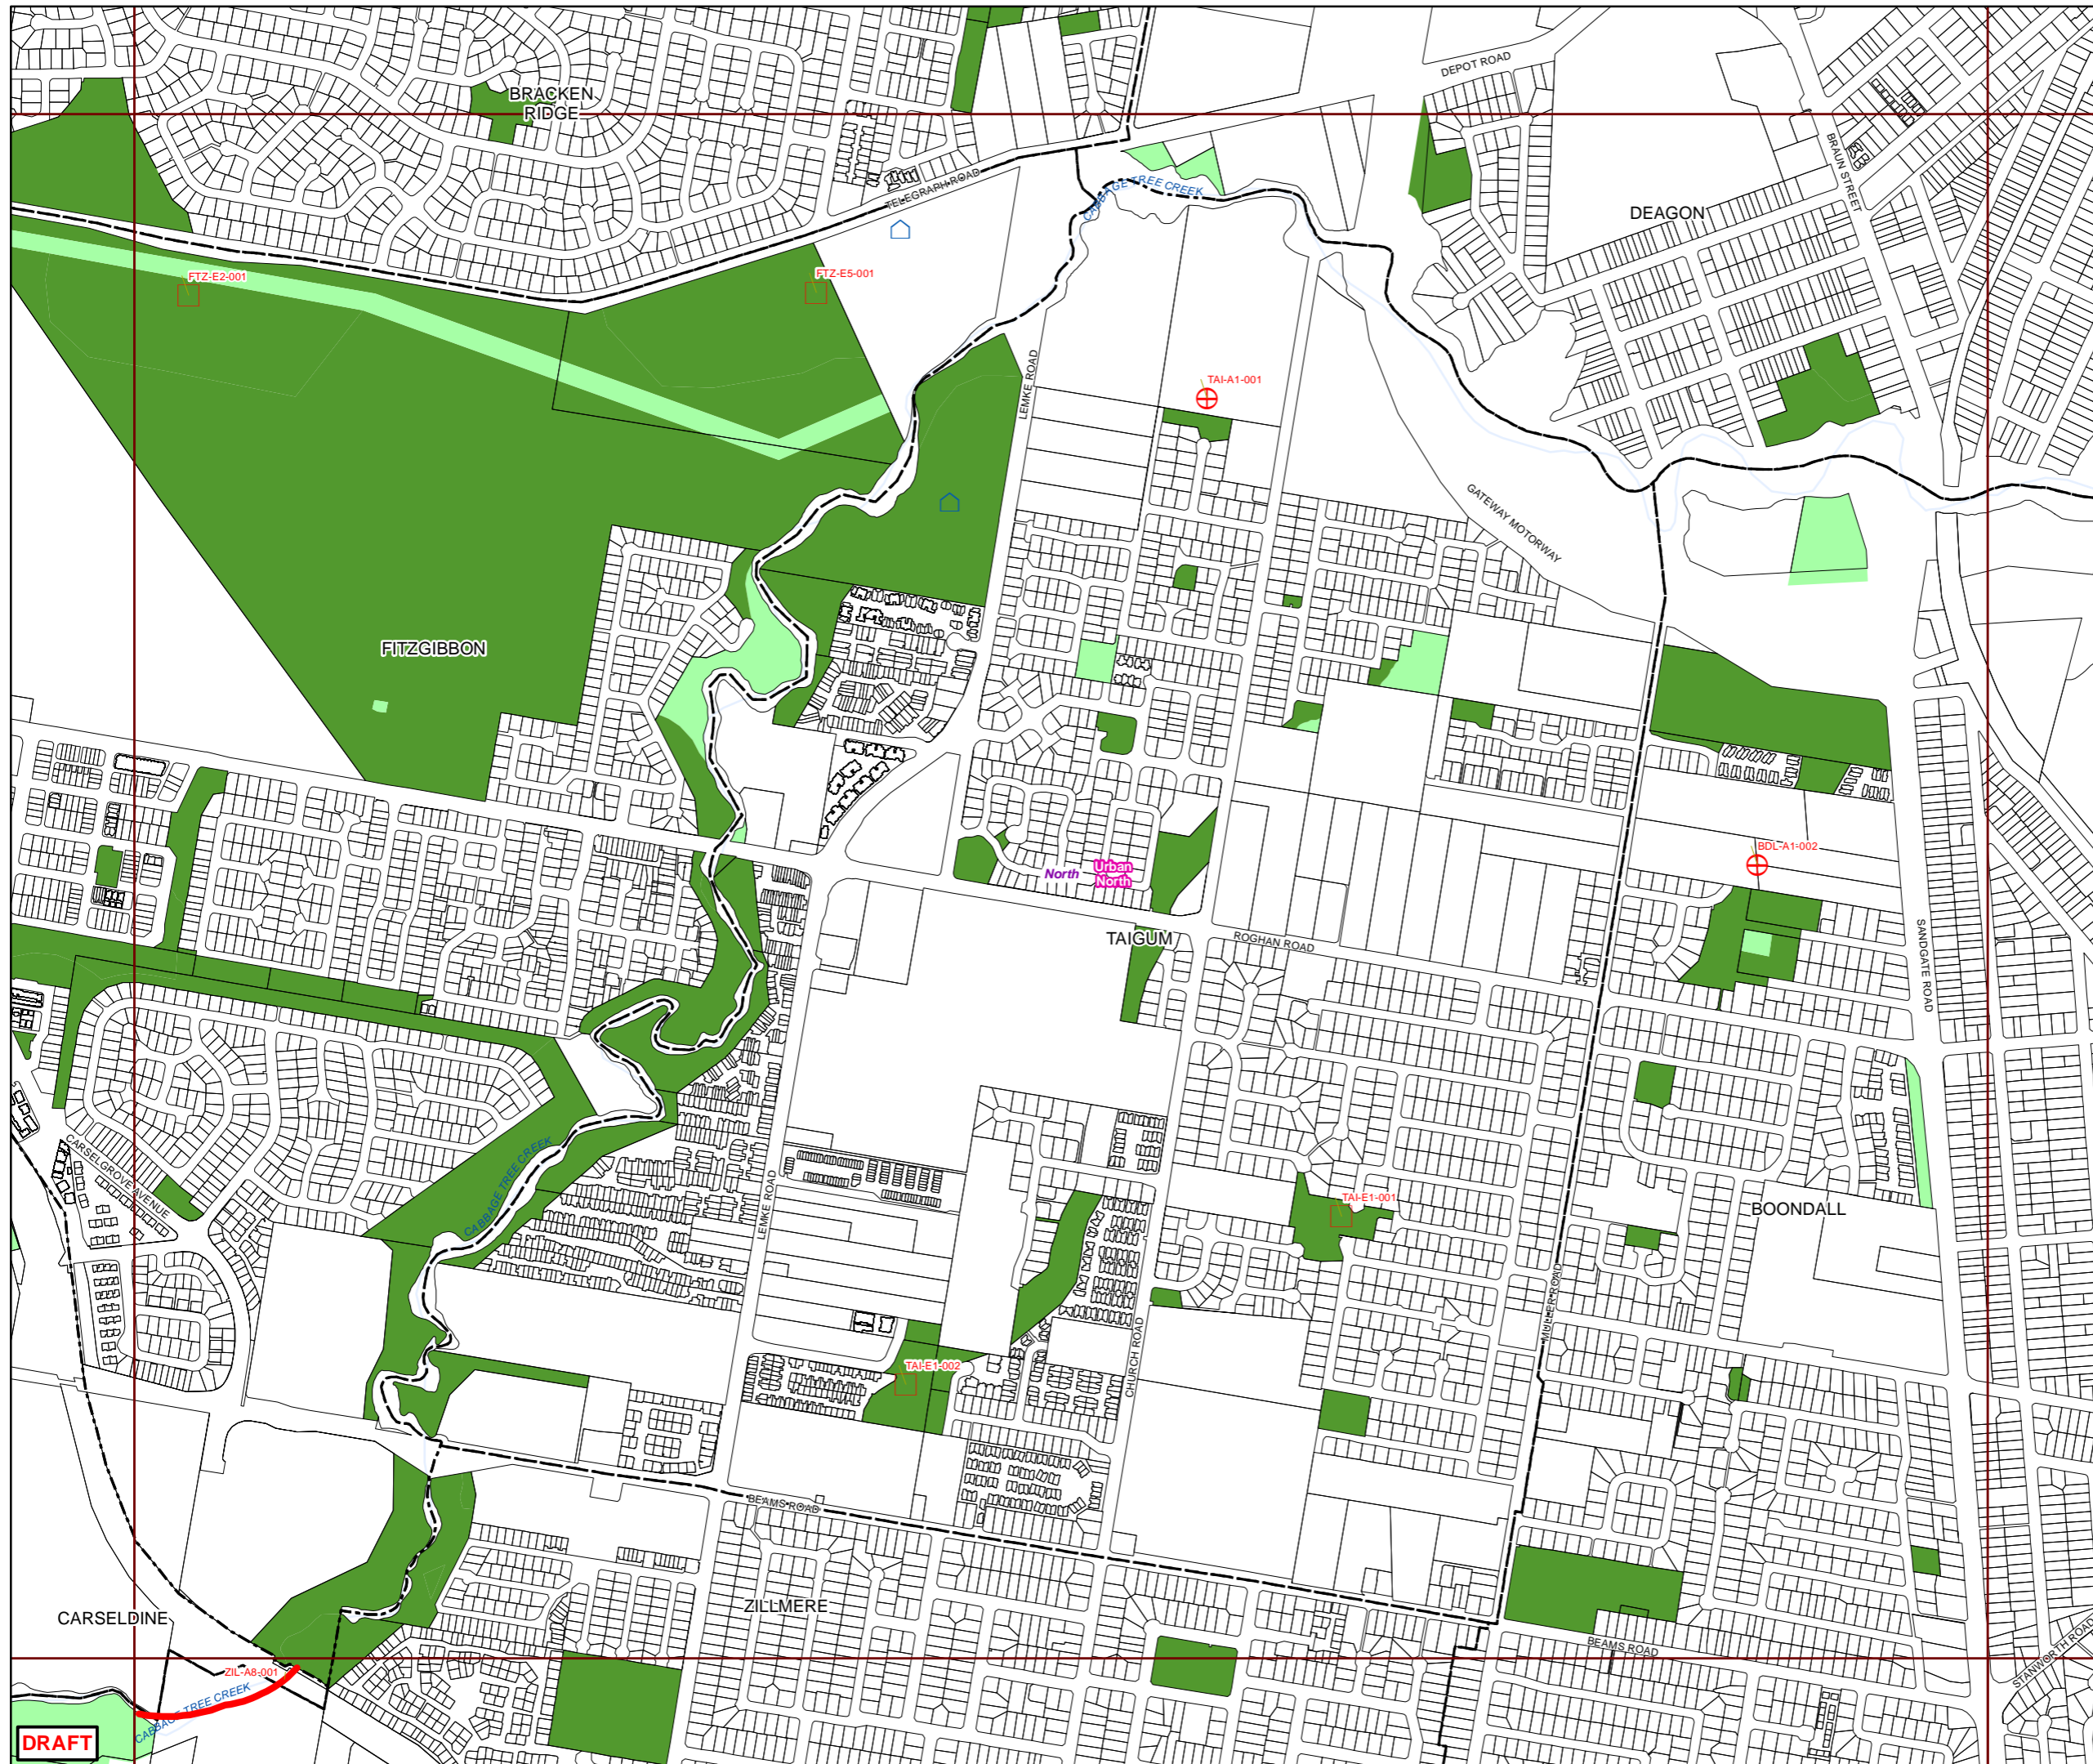 BRACKEN
RIDGE
DEPOT ROAD
BRAUN STREET
TELEGRAPH ROAD
CABBAGE TREE CREEK
DEAGON
FTZ-E2-001
FTZ-E5-001
LEMKE ROAD
TAI-A1-001
GATEWAY MOTORWAY
FITZGIBBON
North
Urban
North
BDL-A1-002
TAIGUM
ROGHAN ROAD
SANDGATE ROAD
CARSELGROVE AVENUE
CABBAGE TREE CREEK
LEMKE ROAD
TAI-E1-001
BOONDALL
MULLER ROAD
CHURCH ROAD
TAI-E1-002
BEAMS ROAD
ZILLMERE
CARSELDINE
BEAMS ROAD
STANWORTH ROAD
ZIL-A8-001
CABBAGE TREE CREEK
DRAFT